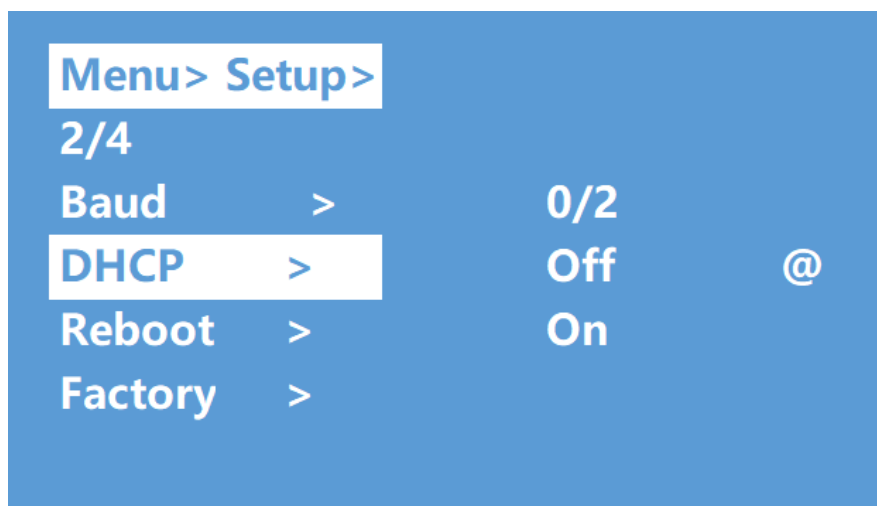 Menu> Setup>
2/4
Baud > 0/2
DHCP > Off @
Reboot > On
Factory >